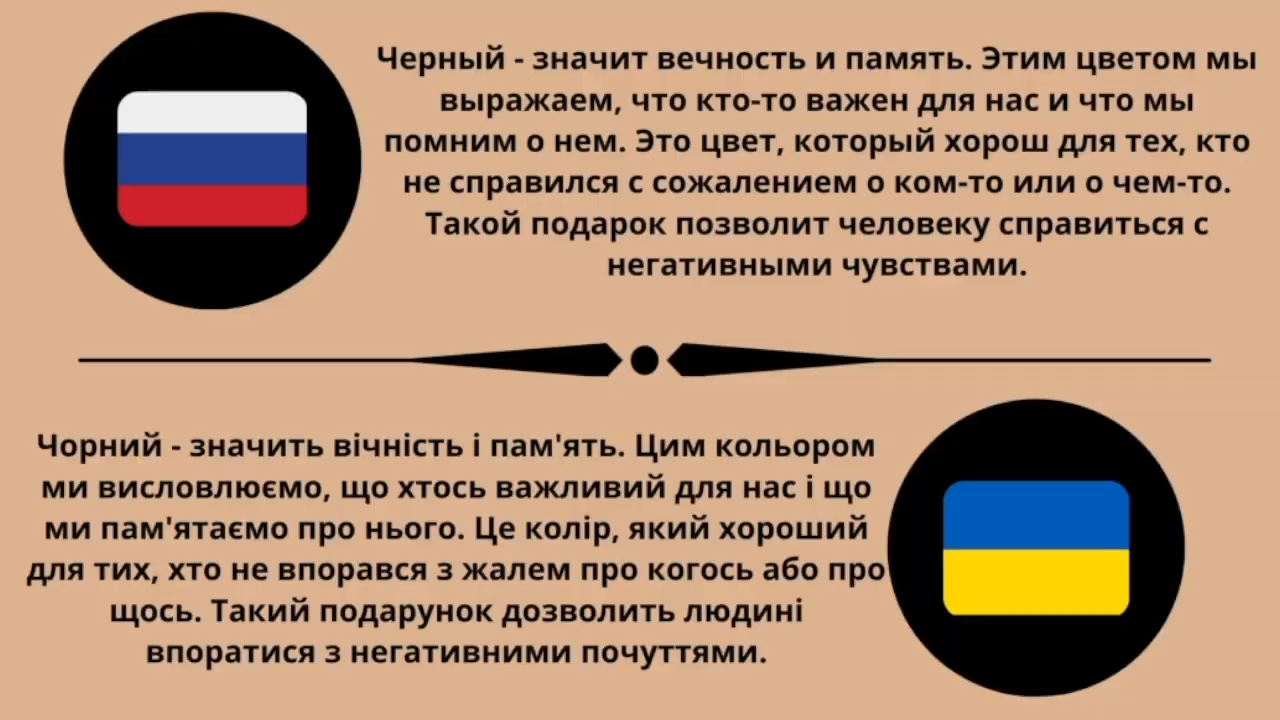 Черный - значит вечность и память. Этим цветом мы
выражаем, что кто-то важен для нас и что мы
помним о нем. Это цвет, который хорош для тех, кто
не справился с сожалением о ком-то или о чем-то.
Такой подарок позволит человеку справиться с
негативными чувствами.
Чорний - значить вічність і пам'ять. Цим кольором
ми висловлюємо, що хтось важливий для нас і що
ми пам'ятаємо про нього. Це колір, який хороший
для тих, хто не впорався з жалем про когось або про
щось. Такий подарунок дозволить людині
впоратися з негативними почуттями.